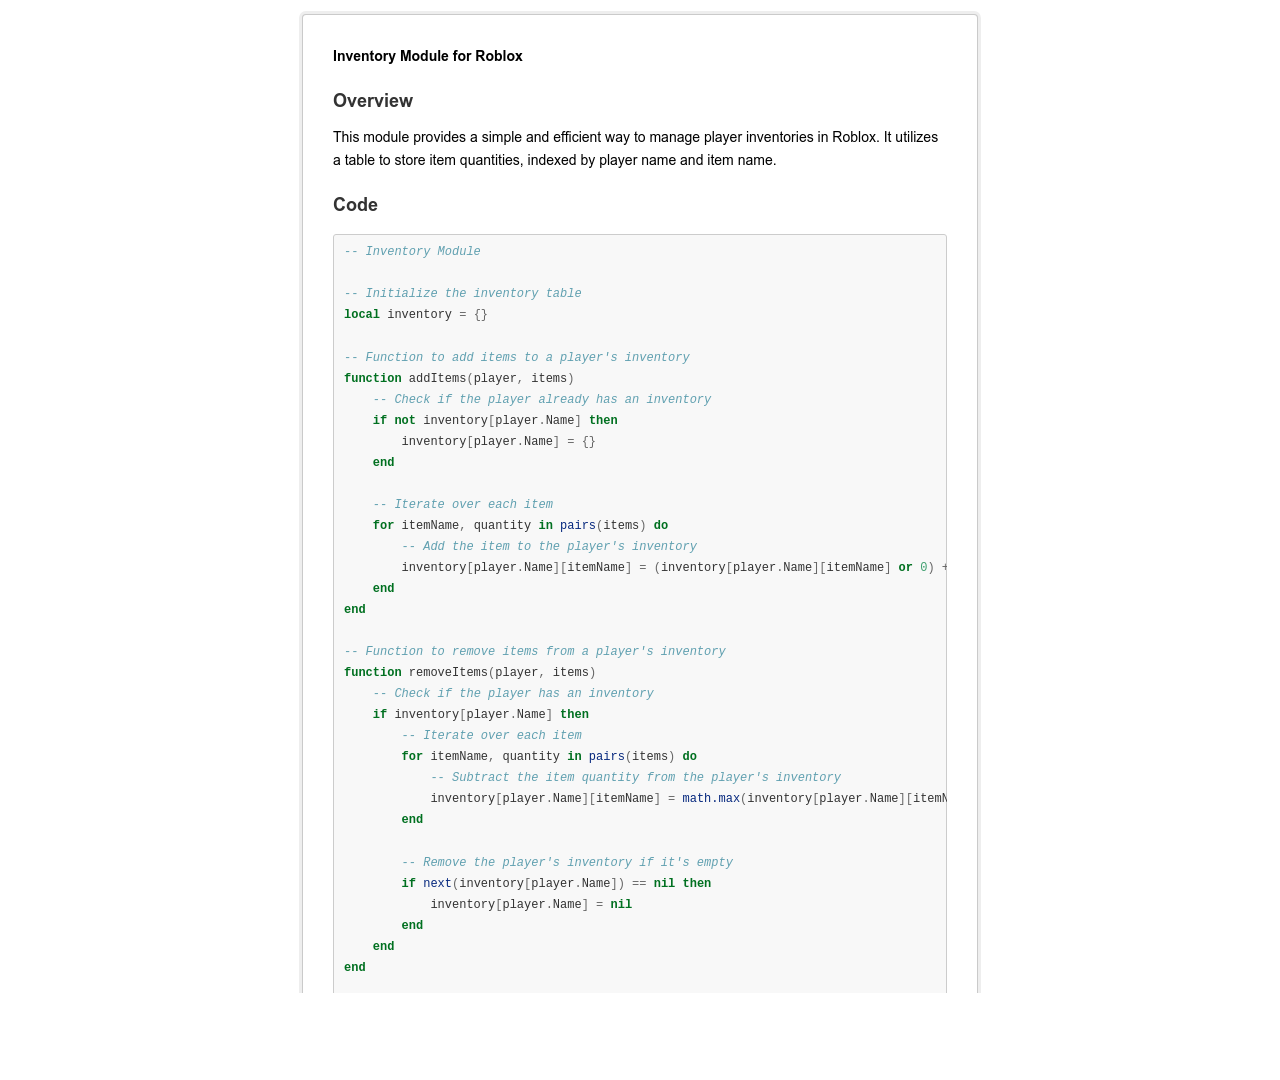 Inventory Module for Roblox
Overview
This module provides a simple and efficient way to manage player inventories in Roblox. It utilizes
a table to store item quantities, indexed by player name and item name.
Code
-- Inventory Module
-- Initialize the inventory table
local inventory = {}
-- Function to add items to a player's inventory
function addItems(player, items)
    -- Check if the player already has an inventory
    if not inventory[player.Name] then
        inventory[player.Name] = {}
    end
    -- Iterate over each item
    for itemName, quantity in pairs(items) do
        -- Add the item to the player's inventory
        inventory[player.Name][itemName] = (inventory[player.Name][itemName] or 0) +
    end
end
-- Function to remove items from a player's inventory
function removeItems(player, items)
    -- Check if the player has an inventory
    if inventory[player.Name] then
        -- Iterate over each item
        for itemName, quantity in pairs(items) do
            -- Subtract the item quantity from the player's inventory
            inventory[player.Name][itemName] = math.max(inventory[player.Name][itemN
        end
        -- Remove the player's inventory if it's empty
        if next(inventory[player.Name]) == nil then
            inventory[player.Name] = nil
        end
    end
end